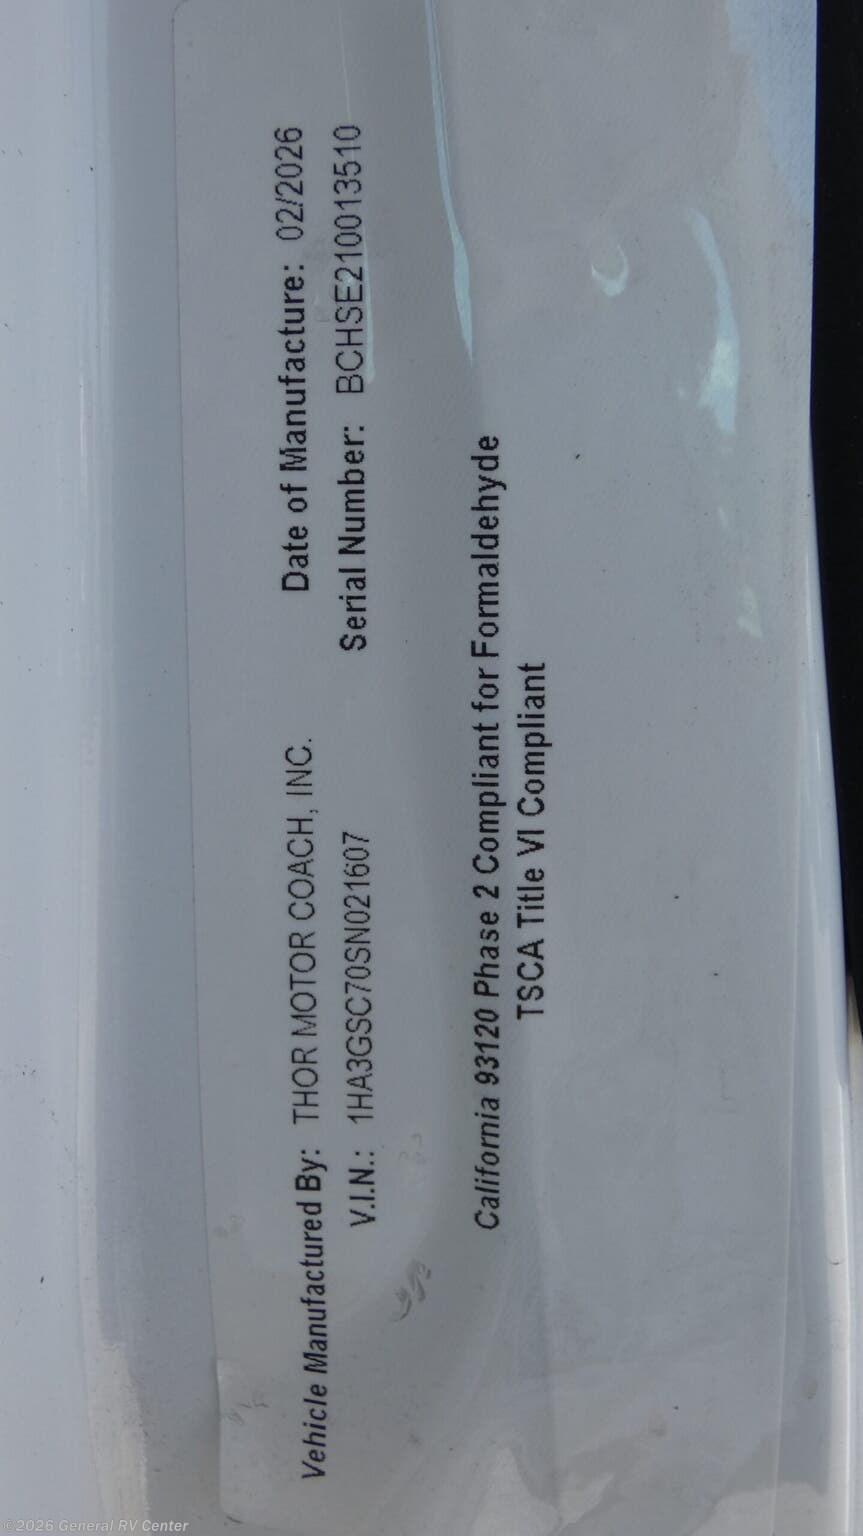 Vehicle Manufactured By: THOR MOTOR COACH, INC. Date of Manufacture: 02/2026
V.I.N.: 1HA3GSC70SN021607 Serial Number: BCHSE210013510
California 93120 Phase 2 Compliant for Formaldehyde
TSCA Title VI Compliant
©2026 General RV Center